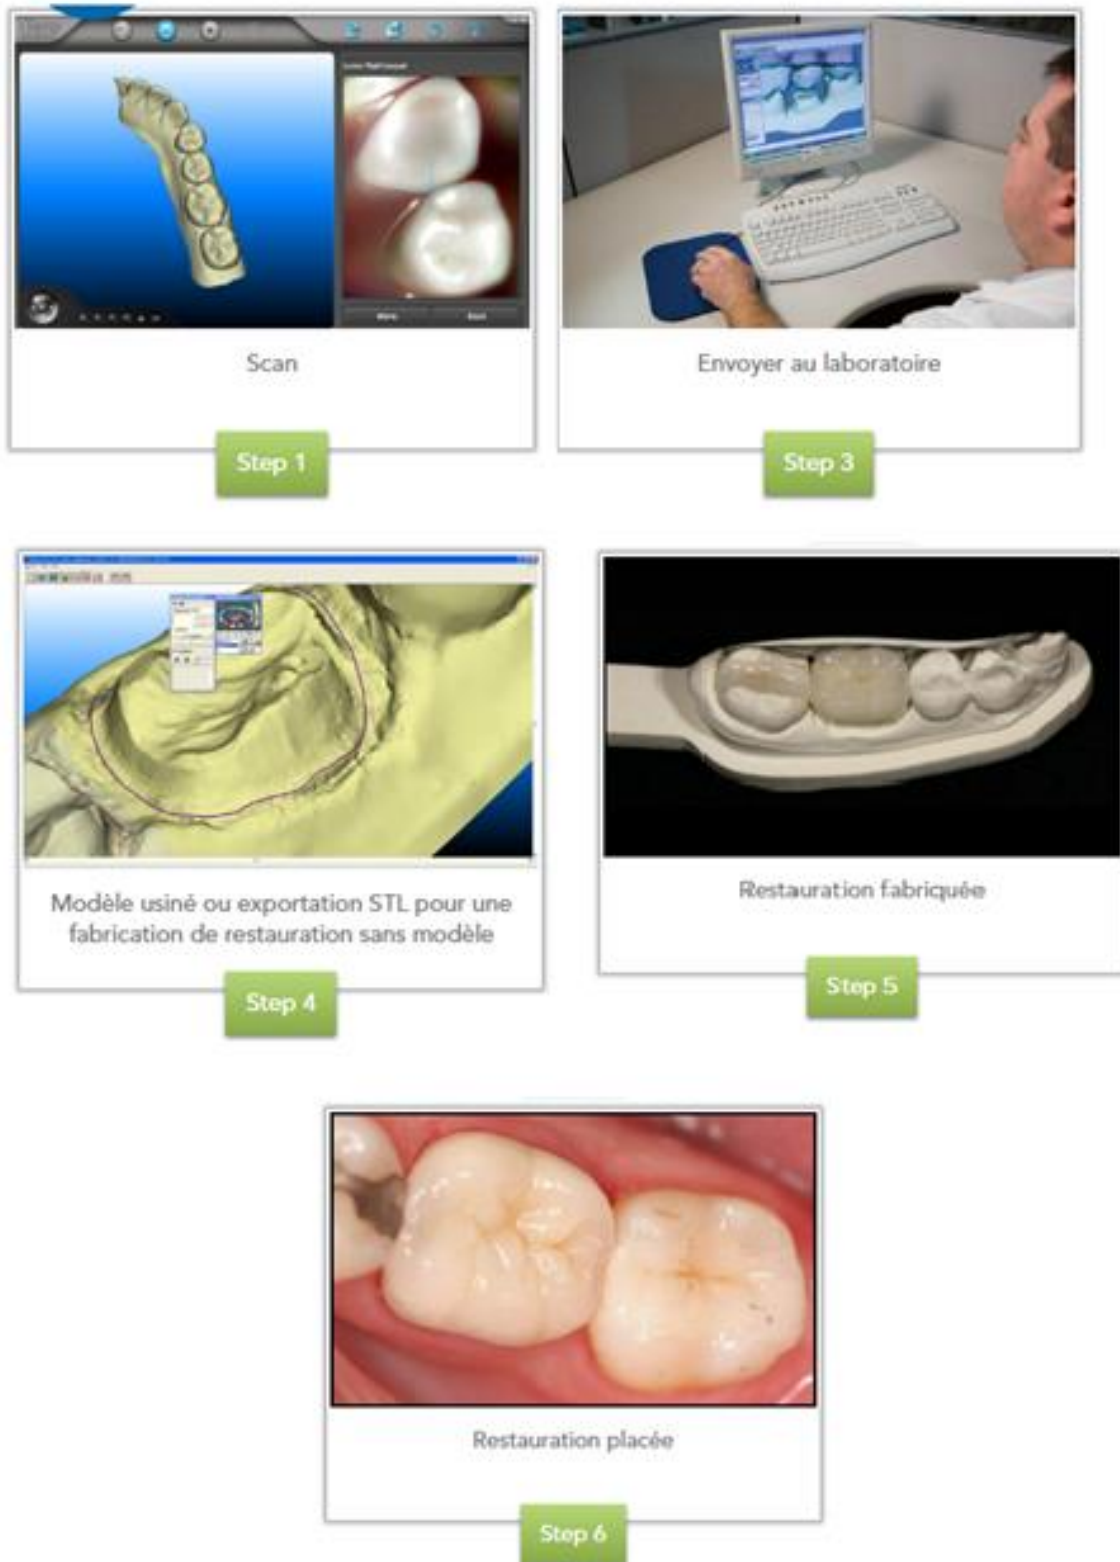 Scan
Step 1
Envoyer au laboratoire
Step 3
Modèle usiné ou exportation STL pour une
fabrication de restauration sans modèle
Step 4
Restauration fabriquée
Step 5
Restauration placée
Step 6